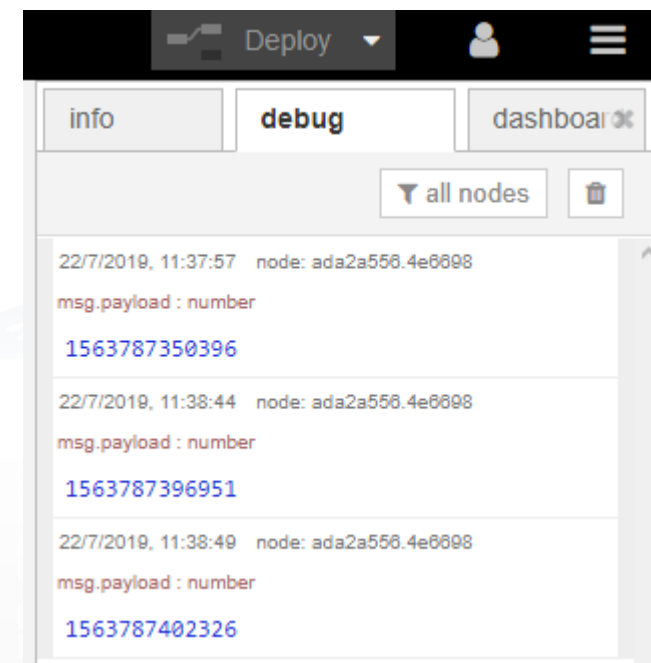 Deploy
info debug dashboar
all nodes
22/7/2019, 11:37:57 node: ada2a556.4e6698
msg.payload : number
1563787350396
22/7/2019, 11:38:44 node: ada2a556.4e6698
msg.payload : number
1563787396951
22/7/2019, 11:38:49 node: ada2a556.4e6698
msg.payload : number
1563787402326